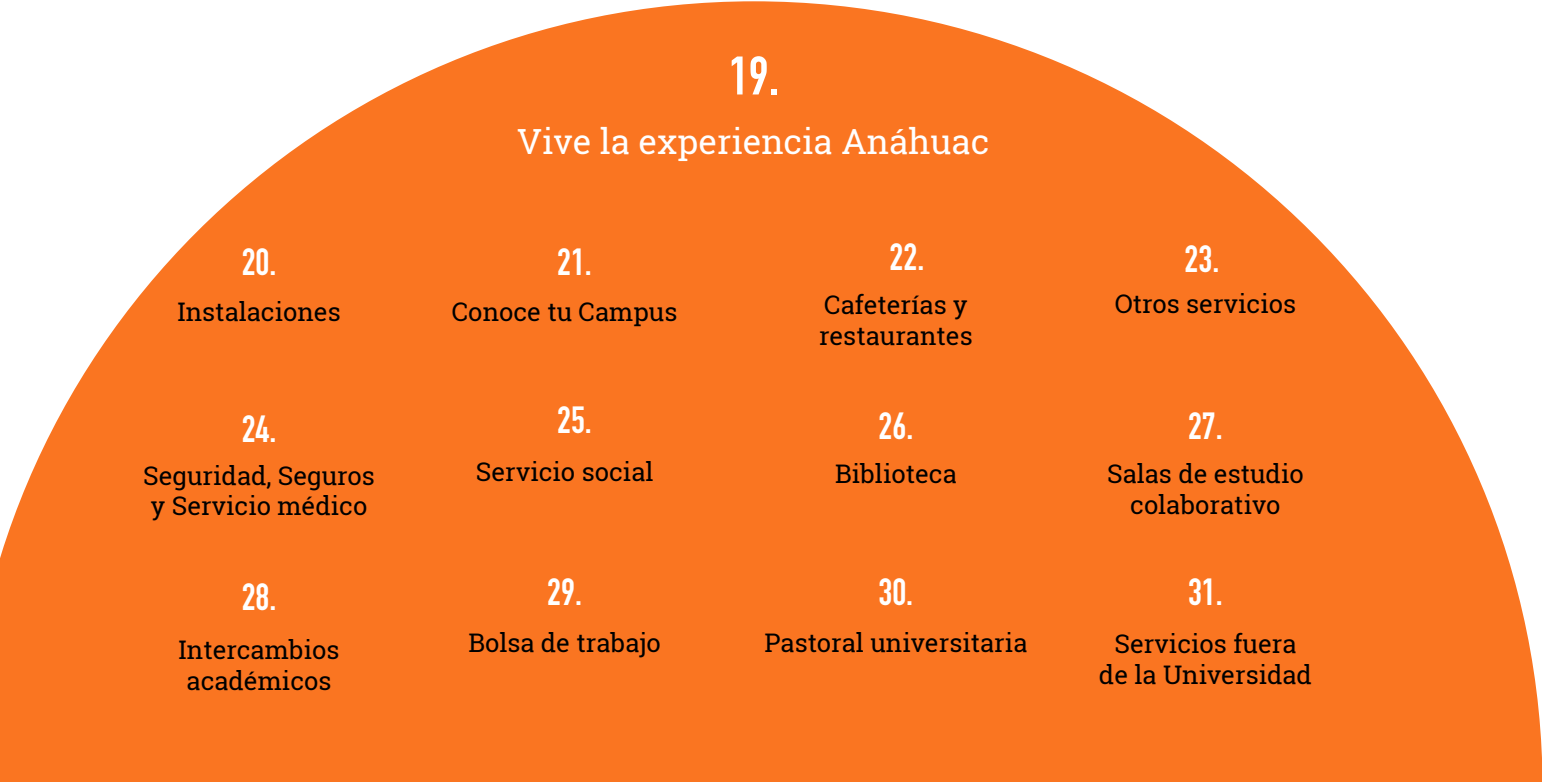 19.
Vive la experiencia Anáhuac
20.
Instalaciones
21.
Conoce tu Campus
22.
Cafeterías y
restaurantes
23.
Otros servicios
24.
Seguridad, Seguros
y Servicio médico
25.
Servicio social
26.
Biblioteca
27.
Salas de estudio
colaborativo
28.
Intercambios
académicos
29.
Bolsa de trabajo
30.
Pastoral universitaria
31.
Servicios fuera
de la Universidad